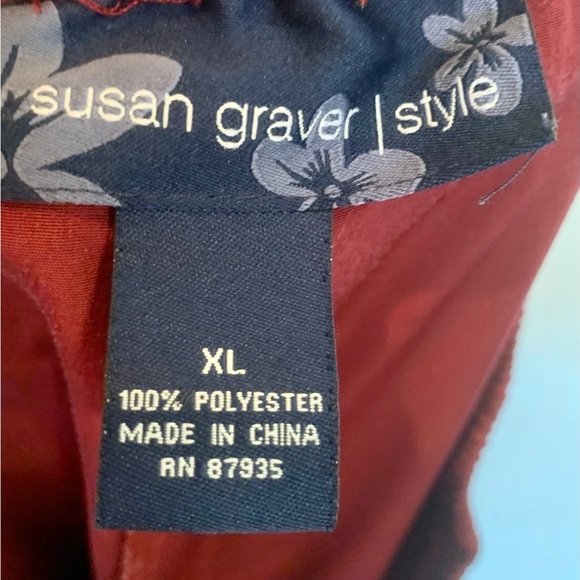 susan graver | style
XL
100% POLYESTER
MADE IN CHINA
RN 87935